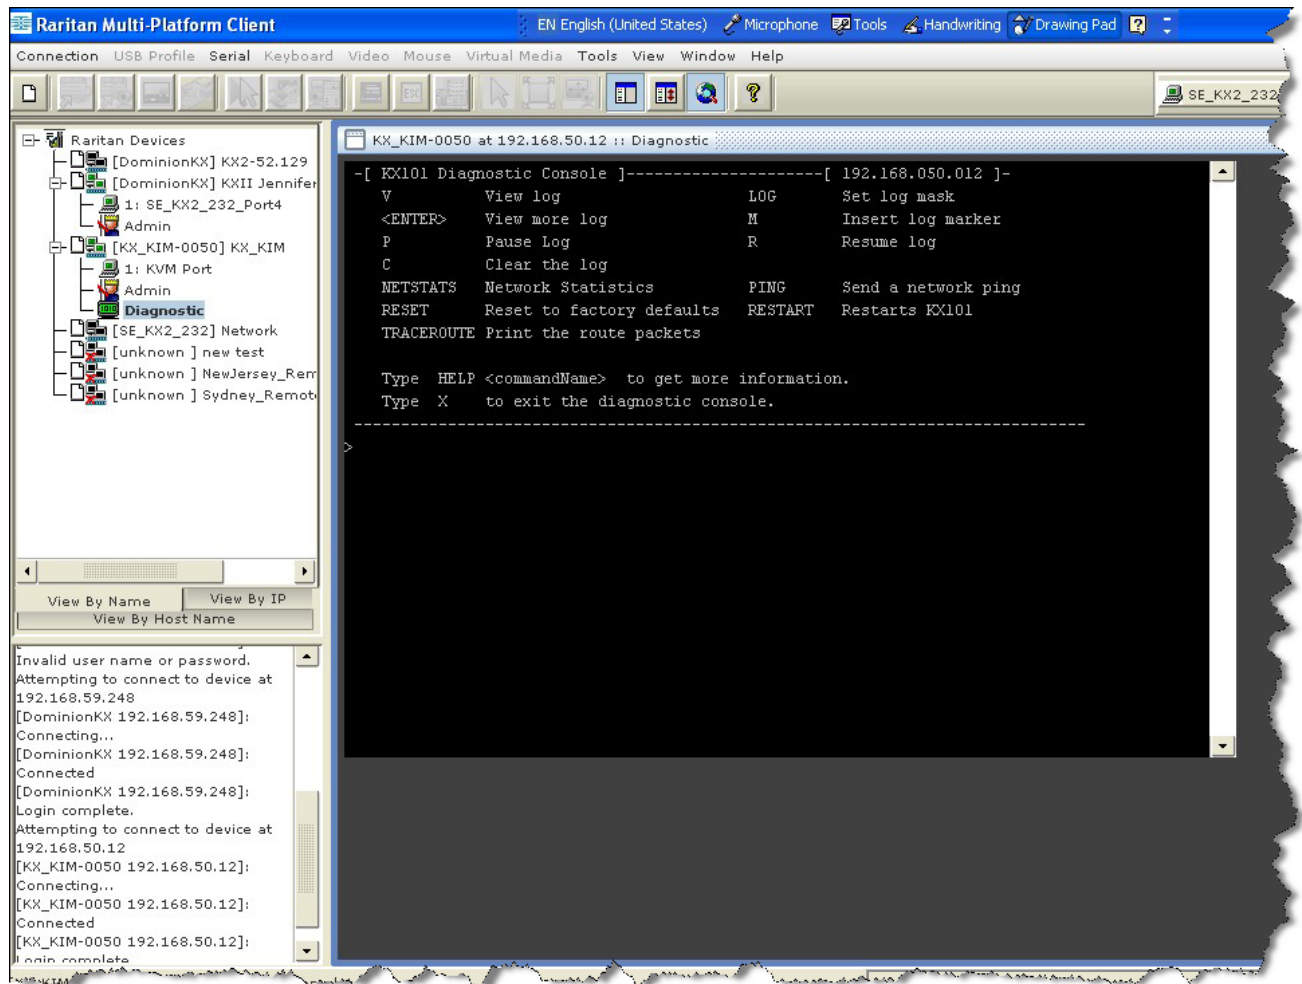 Raritan Multi-Platform Client
EN English (United States) Microphone Tools Handwriting Drawing Pad
Connection USB Profile Serial Keyboard Video Mouse Virtual Media Tools View Window Help
ESC
SE_KX2_232
Raritan Devices
[DominionKX] KX2-52.129
[DominionKX] KXII Jennifer
1: SE_KX2_232_Port4
Admin
[KX_KIM-0050] KX_KIM
1: KVM Port
Admin
Diagnostic
[SE_KX2_232] Network
[unknown ] new test
[unknown ] NewJersey_Rem
[unknown ] Sydney_Remot
View By Name View By IP
View By Host Name
Invalid user name or password.
Attempting to connect to device at
192.168.59.248
[DominionKX 192.168.59.248]:
Connecting...
[DominionKX 192.168.59.248]:
Connected
[DominionKX 192.168.59.248]:
Login complete.
Attempting to connect to device at
192.168.50.12
[KX_KIM-0050 192.168.50.12]:
Connecting...
[KX_KIM-0050 192.168.50.12]:
Connected
[KX_KIM-0050 192.168.50.12]:
Login complete
KX_KIM-0050 at 192.168.50.12 :: Diagnostic
-[ KX101 Diagnostic Console ]---------------------[ 192.168.050.012 ]-
V View log LOG Set log mask
<ENTER> View more log M Insert log marker
P Pause Log R Resume log
C Clear the log
NETSTATS Network Statistics PING Send a network ping
RESET Reset to factory defaults RESTART Restarts KX101
TRACEROUTE Print the route packets
Type HELP <commandName> to get more information.
Type X to exit the diagnostic console.
------------------------------------------------------------------------------
>